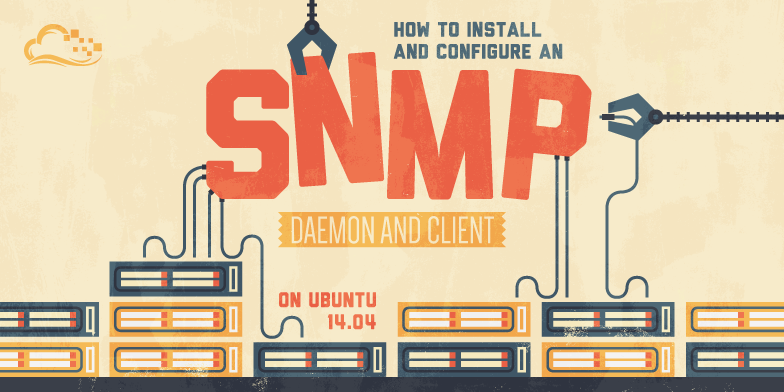 HOW TO INSTALL
AND CONFIGURE AN
SNMP
DAEMON AND CLIENT
ON UBUNTU
14.04